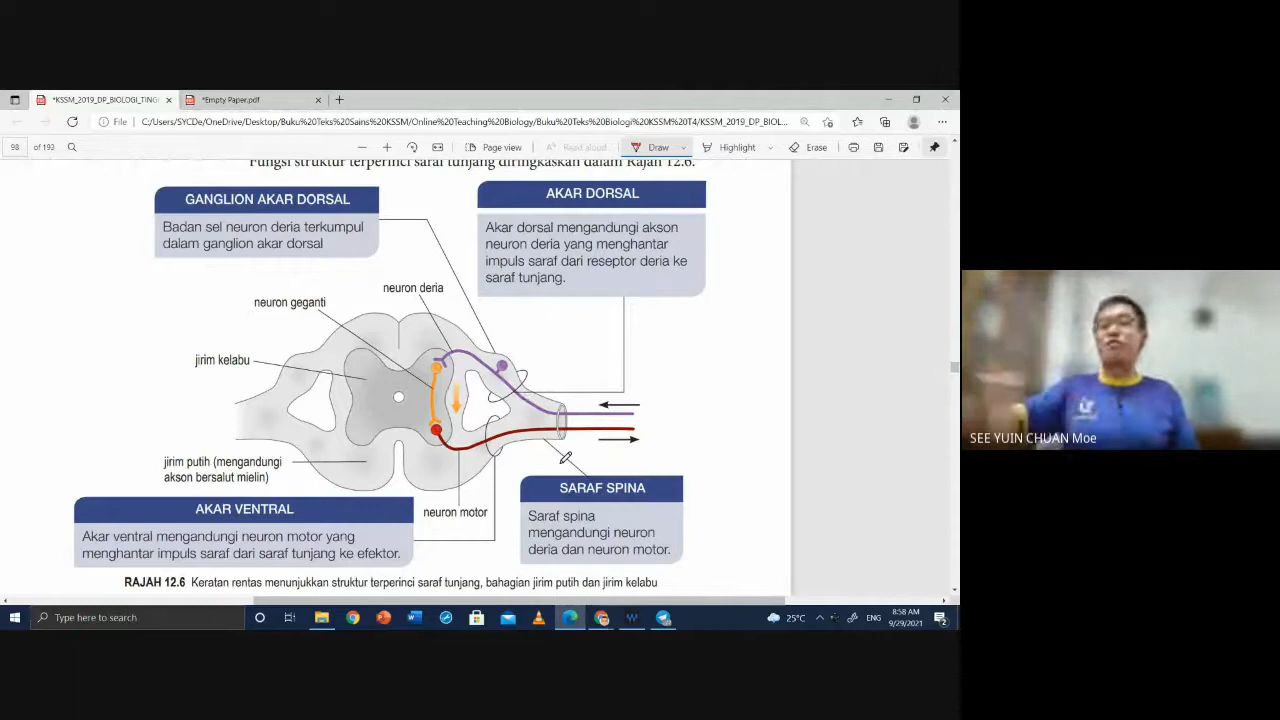 *KSSM_2019_DP_BIOLOGI_TING
*Empty Paper.pdf
File
C:/Users/SYCDe/OneDrive/Desktop/Buku%20Teks%20Sains%20KSSM/Online%20Teaching%20Biology/Buku%20Teks%20Biologi%20KSSM%20T4/KSSM_2019_DP_BIOL...
98 of 193
Page view
Read aloud
Draw
Highlight
Erase
Fungsi struktur terperinci saraf tunjang diringkaskan dalam Rajah 12.6.
GANGLION AKAR DORSAL
Badan sel neuron deria terkumpul
dalam ganglion akar dorsal
AKAR DORSAL
Akar dorsal mengandungi akson
neuron deria yang menghantar
impuls saraf dari reseptor deria ke
saraf tunjang.
neuron deria
neuron geganti
jirim kelabu
jirim putih (mengandungi
akson bersalut mielin)
neuron motor
AKAR VENTRAL
Akar ventral mengandungi neuron motor yang
menghantar impuls saraf dari saraf tunjang ke efektor.
SARAF SPINA
Saraf spina
mengandungi neuron
deria dan neuron motor.
RAJAH 12.6 Keratan rentas menunjukkan struktur terperinci saraf tunjang, bahagian jirim putih dan jirim kelabu
SEE YUIN CHUAN Moe
Type here to search
25°C
ENG
8:58 AM
9/29/2021
2